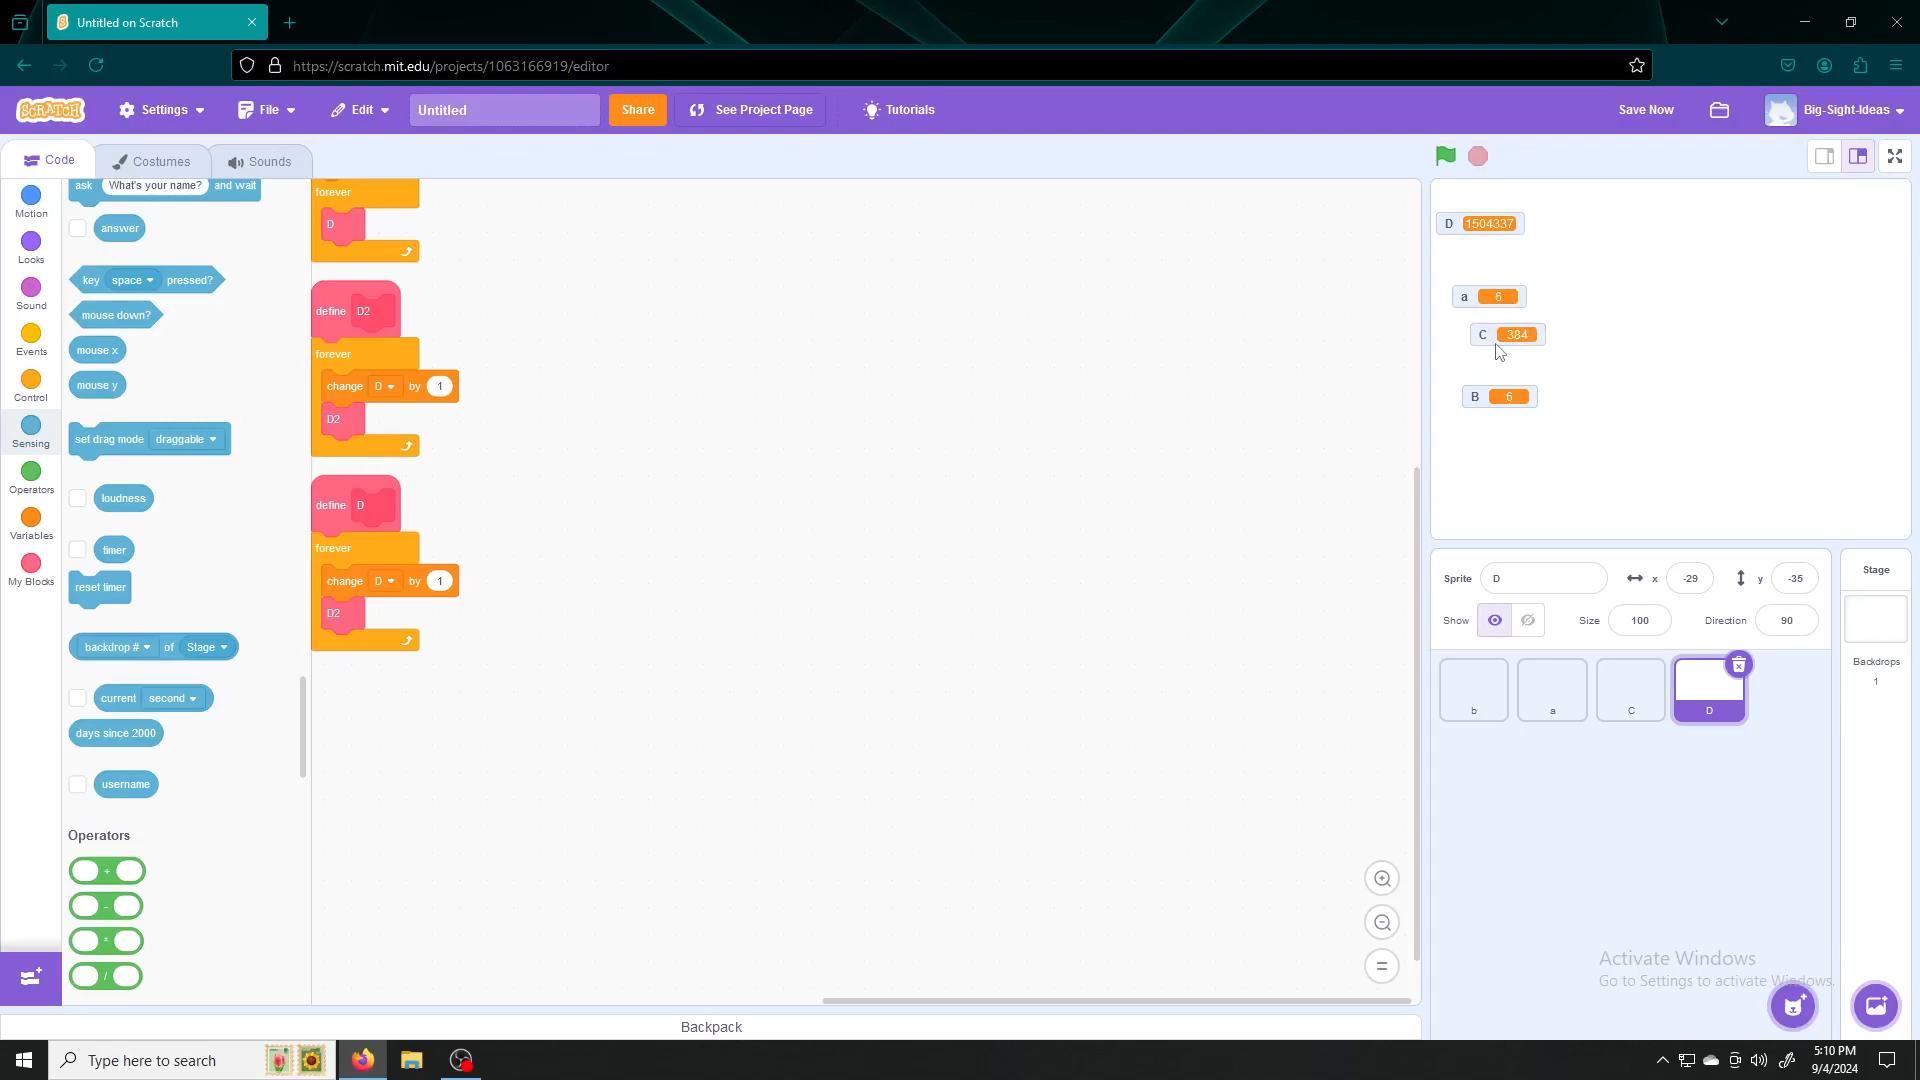 Untitled on Scratch
https://scratch.mit.edu/projects/1063166919/editor
SCRATCH
Settings
File
Edit
Untitled
Share
See Project Page
Tutorials
Save Now
Big-Sight-Ideas
Code
Costumes
Sounds
Motion
Looks
Sound
Events
Control
Sensing
Operators
Variables
My Blocks
ask What's your name? and wait
answer
key space pressed?
mouse down?
mouse x
mouse y
set drag mode draggable
loudness
timer
reset timer
backdrop # of Stage
current second
days since 2000
username
Operators
+
-
*
/
forever
D
define D2
forever
change D by 1
D2
define D
forever
change D by 1
D2
D 1504337
a 6
C 384
B 6
Sprite D x -29 y -35
Show Size 100 Direction 90
b
a
C
D
Stage
Backdrops
1
Activate Windows
Go to Settings to activate Windows.
Backpack
Type here to search
5:10 PM
9/4/2024